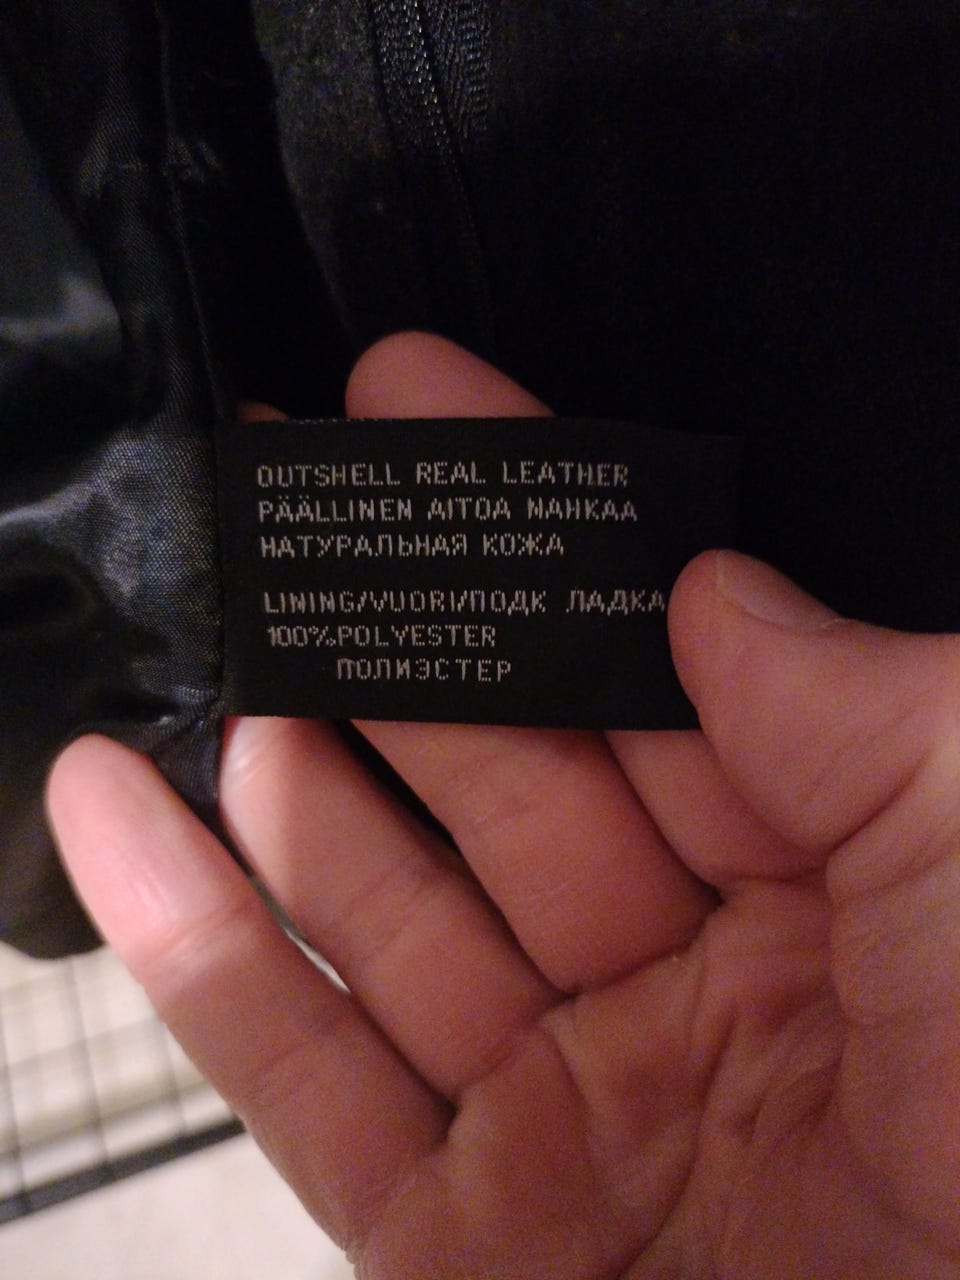 OUTSHELL REAL LEATHER
PÄÄLLINEN AITOA NAHKAA
НАТУРАЛЬНАЯ КОЖА
LINING/VUORI/ПОДК ЛАДКА
100%POLYESTER
ПОЛИЭСТЕР